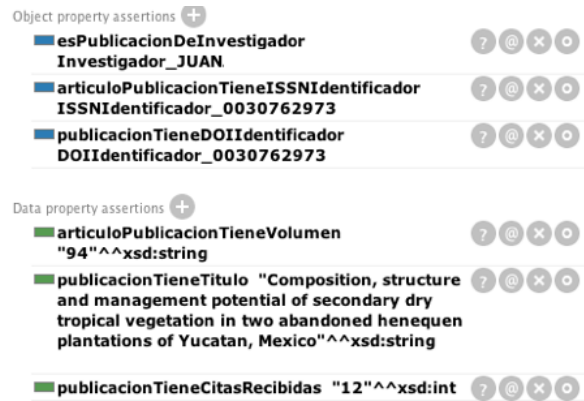 Object property assertions
esPublicacionDeInvestigador
Investigador_JUAN
articuloPublicacionTieneISSNIdentificador
ISSNIdentificador_0030762973
publicacionTieneDOIIdentificador
DOIIdentificador_0030762973
Data property assertions
articuloPublicacionTieneVolumen
"94"^^xsd:string
publicacionTieneTitulo "Composition, structure
and management potential of secondary dry
tropical vegetation in two abandoned henequen
plantations of Yucatan, Mexico"^^xsd:string
publicacionTieneCitasRecibidas "12"^^xsd:int